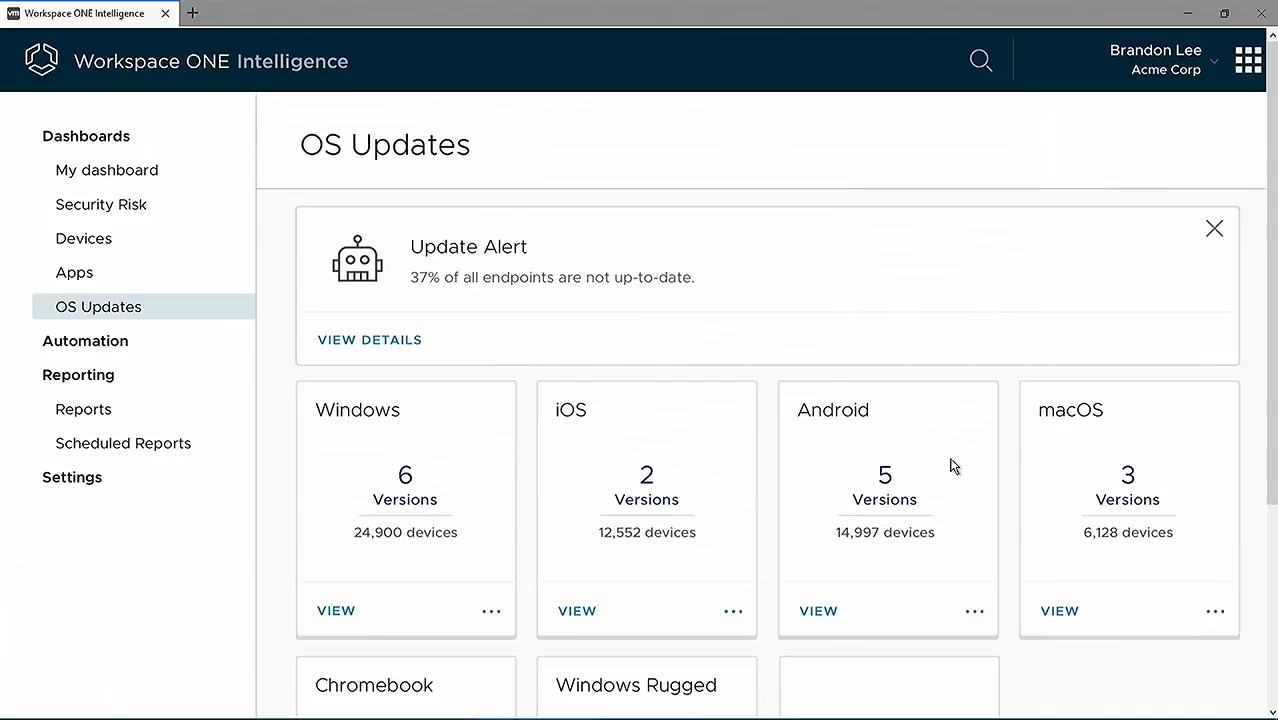 vm Workspace ONE Intelligence
Workspace ONE Intelligence
Brandon Lee
Acme Corp
Dashboards
My dashboard
Security Risk
Devices
Apps
OS Updates
Automation
Reporting
Reports
Scheduled Reports
Settings
OS Updates
Update Alert
37% of all endpoints are not up-to-date.
VIEW DETAILS
Windows
6
Versions
24,900 devices
VIEW
iOS
2
Versions
12,552 devices
VIEW
Android
5
Versions
14,997 devices
VIEW
macOS
3
Versions
6,128 devices
VIEW
Chromebook
Windows Rugged